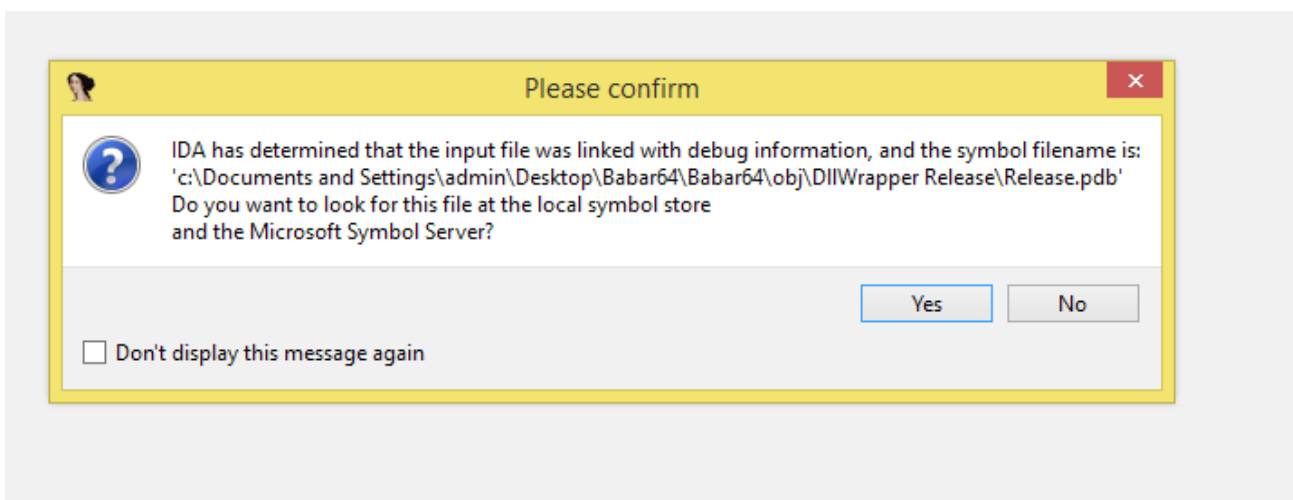 Please confirm
IDA has determined that the input file was linked with debug information, and the symbol filename is:
'c:\Documents and Settings\admin\Desktop\Babar64\Babar64\obj\DllWrapper Release\Release.pdb'
Do you want to look for this file at the local symbol store
and the Microsoft Symbol Server?
Yes No
Don't display this message again